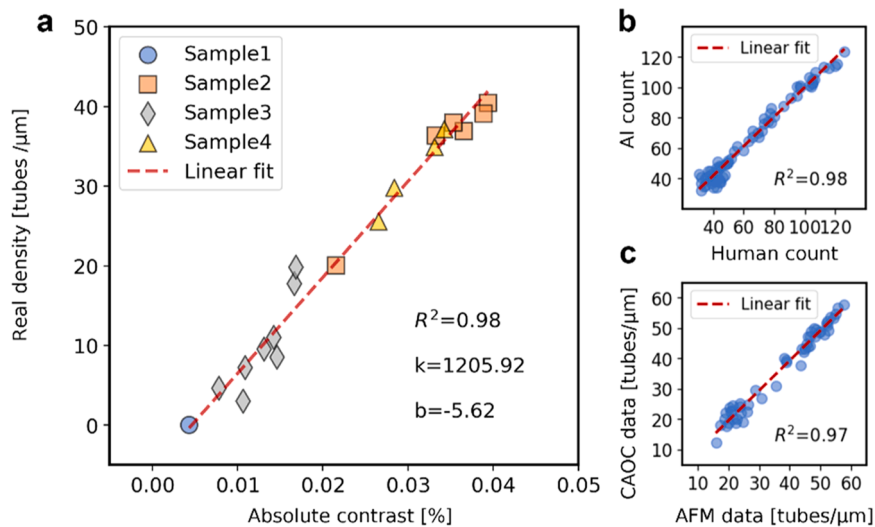 a
50
40
30
20
10
0
Real density [tubes /μm]
Sample1
Sample2
Sample3
Sample4
Linear fit
R²=0.98
k=1205.92
b=-5.62
0.00 0.01 0.02 0.03 0.04 0.05
Absolute contrast [%]
b
120
100
80
60
40
AI count
Linear fit
R²=0.98
40 60 80 100 120
Human count
c
60
50
40
30
20
10
CAOC data [tubes/μm]
Linear fit
R²=0.97
10 20 30 40 50 60
AFM data [tubes/μm]